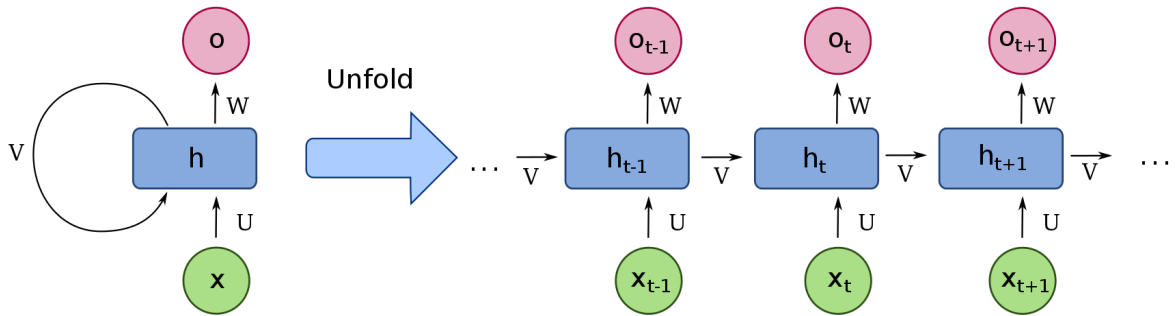 o
W
V
h
U
x
Unfold
...
V
o_{t-1}
W
h_{t-1}
U
x_{t-1}
V
o_t
W
h_t
U
x_t
V
o_{t+1}
W
h_{t+1}
U
x_{t+1}
V
...